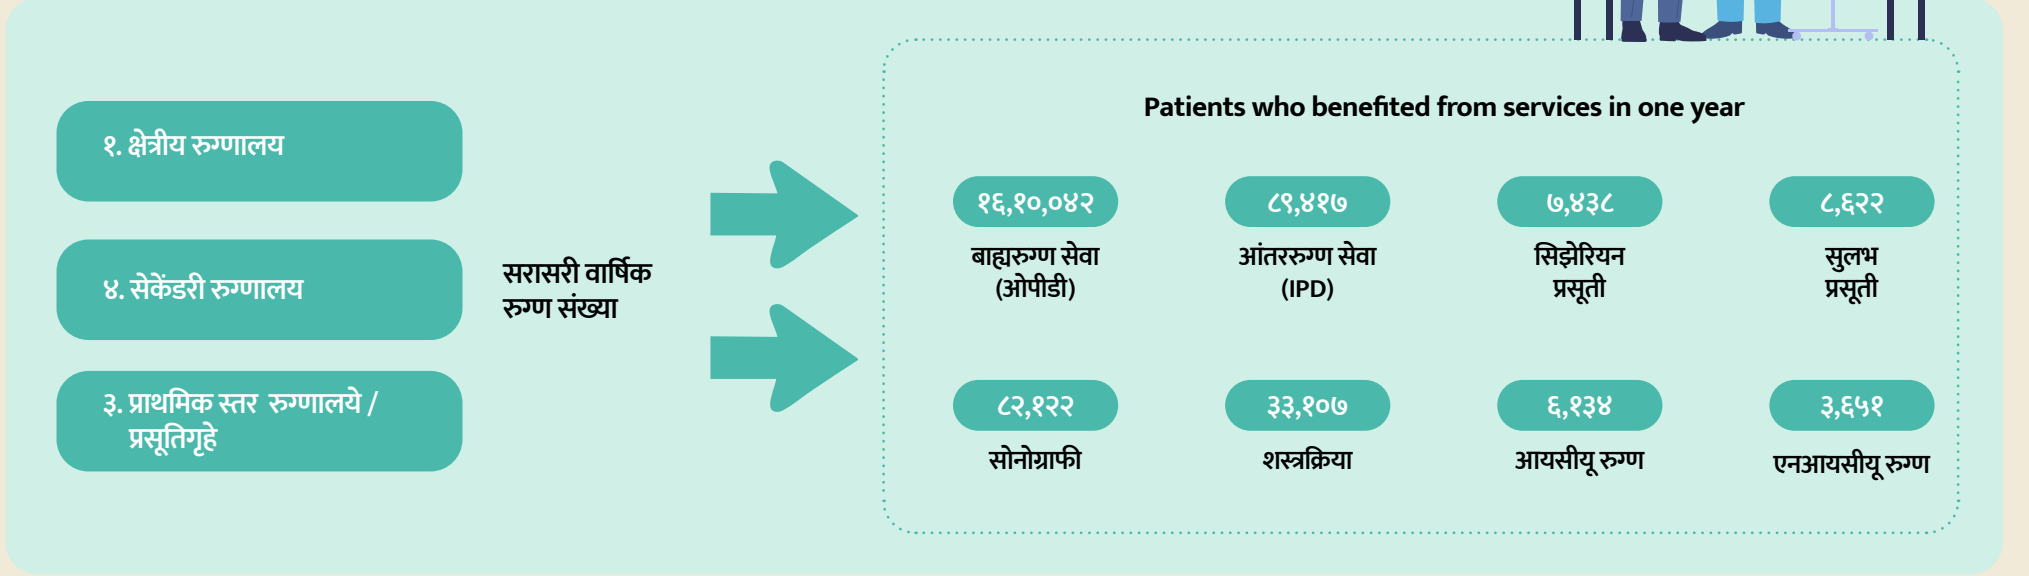 १. क्षेत्रीय रुग्णालय
४. सेकेंडरी रुग्णालय
३. प्राथमिक स्तर रुग्णालये /
प्रसूतिगृहे
सरासरी वार्षिक
रुग्ण संख्या
Patients who benefited from services in one year
१६,१०,०४२
बाह्यरुग्ण सेवा
(ओपीडी)
८९,४१७
आंतररुग्ण सेवा
(IPD)
७,४३८
सिझेरियन
प्रसूती
८,६२२
सुलभ
प्रसूती
८२,१२२
सोनोग्राफी
३३,१०७
शस्त्रक्रिया
६,१३४
आयसीयू रुग्ण
३,६५१
एनआयसीयू रुग्ण